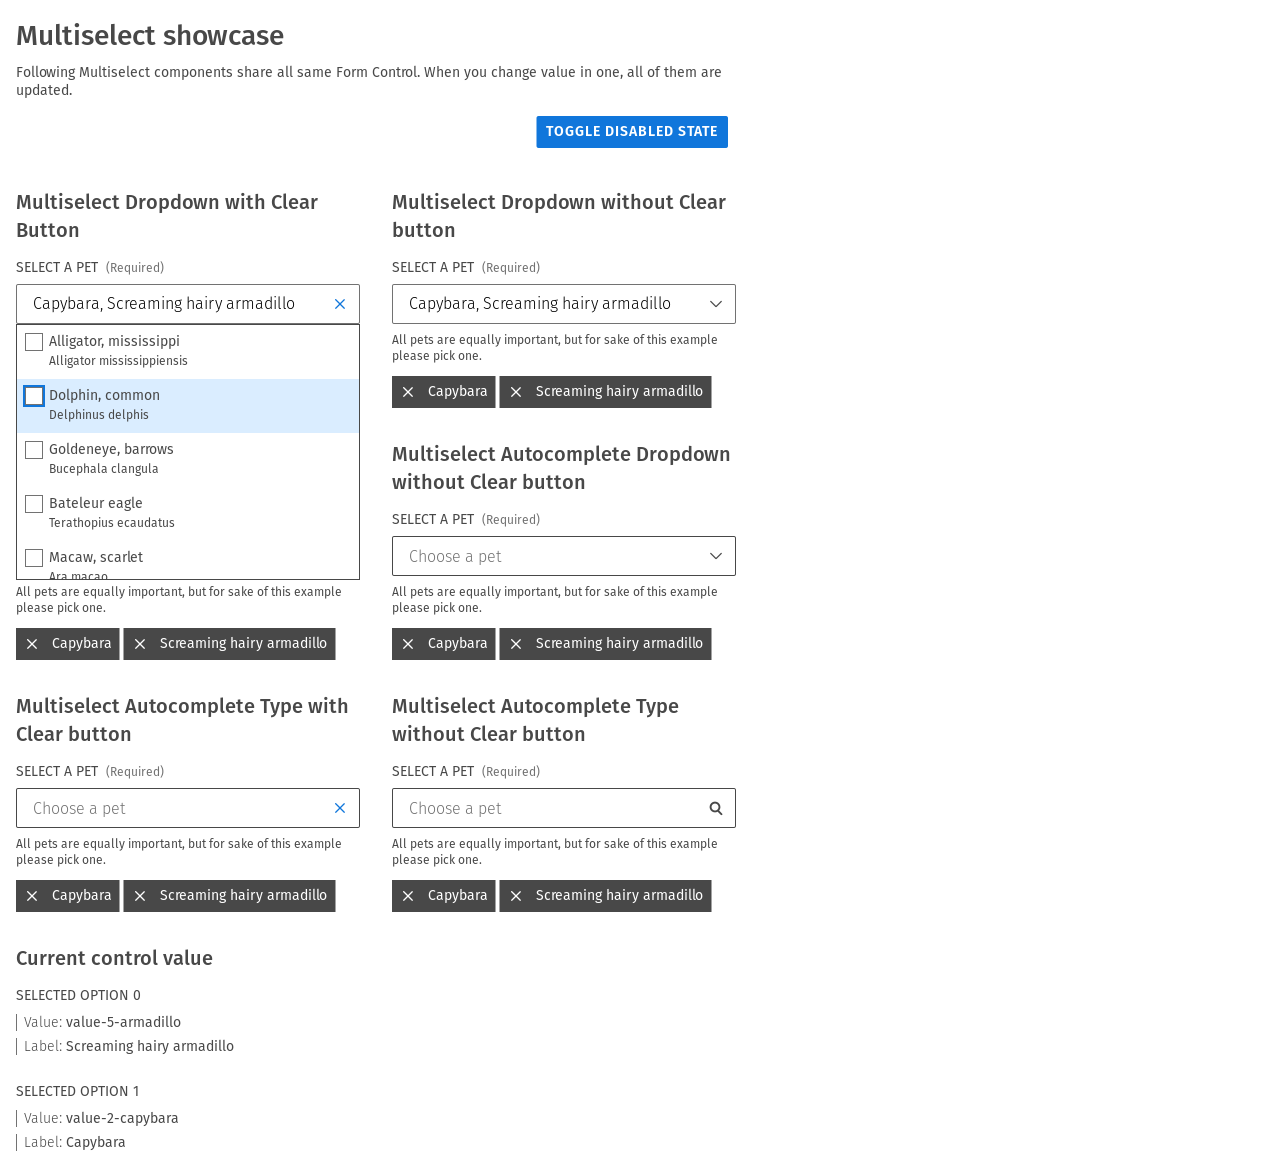 Multiselect showcase
Following Multiselect components share all same Form Control. When you change value in one, all of them are
updated.
TOGGLE DISABLED STATE
Multiselect Dropdown with Clear
Button
SELECT A PET (Required)
Capybara, Screaming hairy armadillo
Alligator, mississippi
Alligator mississippiensis
Dolphin, common
Delphinus delphis
Goldeneye, barrows
Bucephala clangula
Bateleur eagle
Terathopius ecaudatus
Macaw, scarlet
Ara macao
All pets are equally important, but for sake of this example
please pick one.
Capybara
Screaming hairy armadillo
Multiselect Dropdown without Clear
button
SELECT A PET (Required)
Capybara, Screaming hairy armadillo
All pets are equally important, but for sake of this example
please pick one.
Capybara
Screaming hairy armadillo
Multiselect Autocomplete Dropdown
without Clear button
SELECT A PET (Required)
Choose a pet
All pets are equally important, but for sake of this example
please pick one.
Capybara
Screaming hairy armadillo
Multiselect Autocomplete Type with
Clear button
SELECT A PET (Required)
Choose a pet
All pets are equally important, but for sake of this example
please pick one.
Capybara
Screaming hairy armadillo
Multiselect Autocomplete Type
without Clear button
SELECT A PET (Required)
Choose a pet
All pets are equally important, but for sake of this example
please pick one.
Capybara
Screaming hairy armadillo
Current control value
SELECTED OPTION 0
Value: value-5-armadillo
Label: Screaming hairy armadillo
SELECTED OPTION 1
Value: value-2-capybara
Label: Capybara